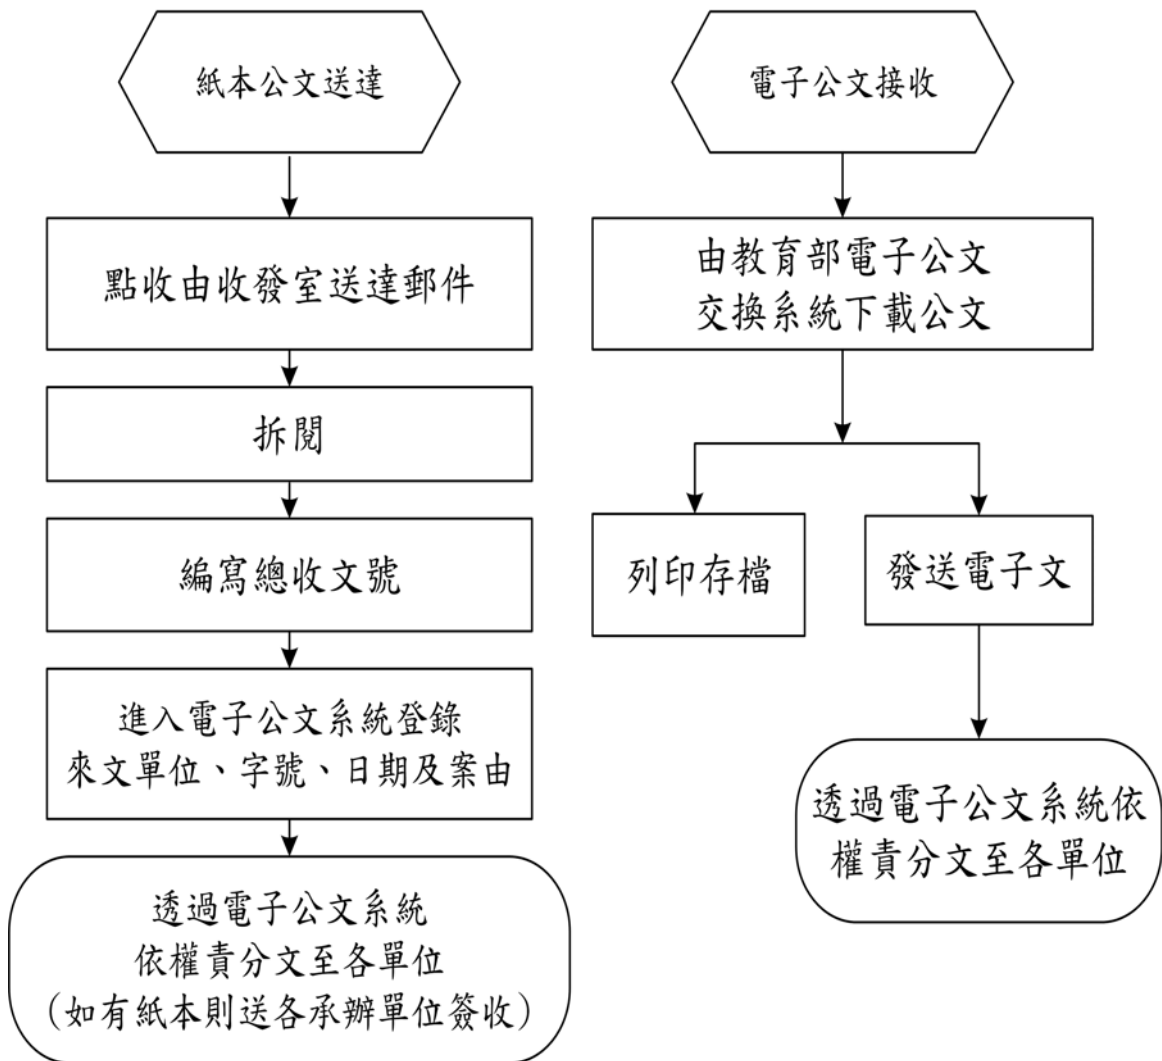 紙本公文送達
點收由收發室送達郵件
拆閱
編寫總收文號
進入電子公文系統登錄
來文單位、字號、日期及案由
透過電子公文系統
依權責分文至各單位
(如有紙本則送各承辦單位簽收)
電子公文接收
由教育部電子公文
交換系統下載公文
列印存檔
發送電子文
透過電子公文系統依
權責分文至各單位